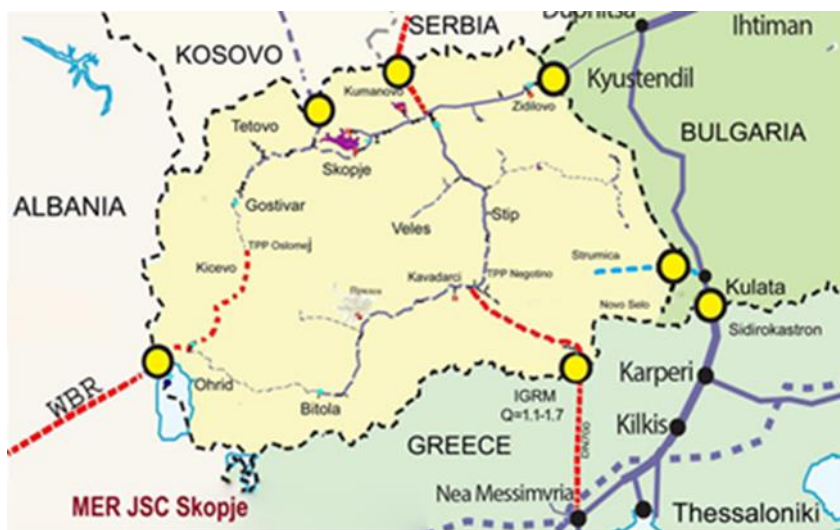 SERBIA
Dupnitsa
Ihtiman
KOSOVO
Kumanovo
Kyustendil
Zidilovo
Tetovo
Skopje
BULGARIA
ALBANIA
Gostivar
Stip
Veles
TPP Oslomej
Kicevo
Strumica
Kavadarci
TPP Negotino
Kulata
Novo Selo
Sidirokastron
WBR
Ohrid
Bitola
IGRM
Q=1.1-1.7
Karperi
DN700
Kilkis
GREECE
MER JSC Skopje
Nea Messimvria
Thessaloniki